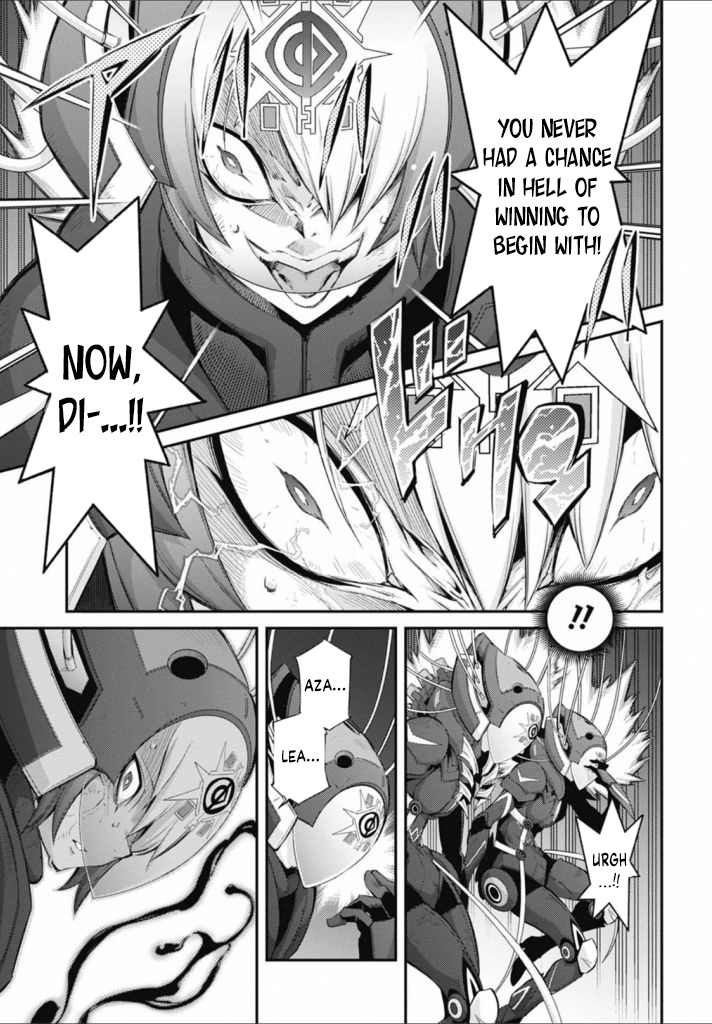 YOU NEVER
HAD A CHANCE
IN HELL OF
WINNING TO
BEGIN WITH!
NOW,
DI-...!!
!!
URGH
...!!
AZA...
LEA...